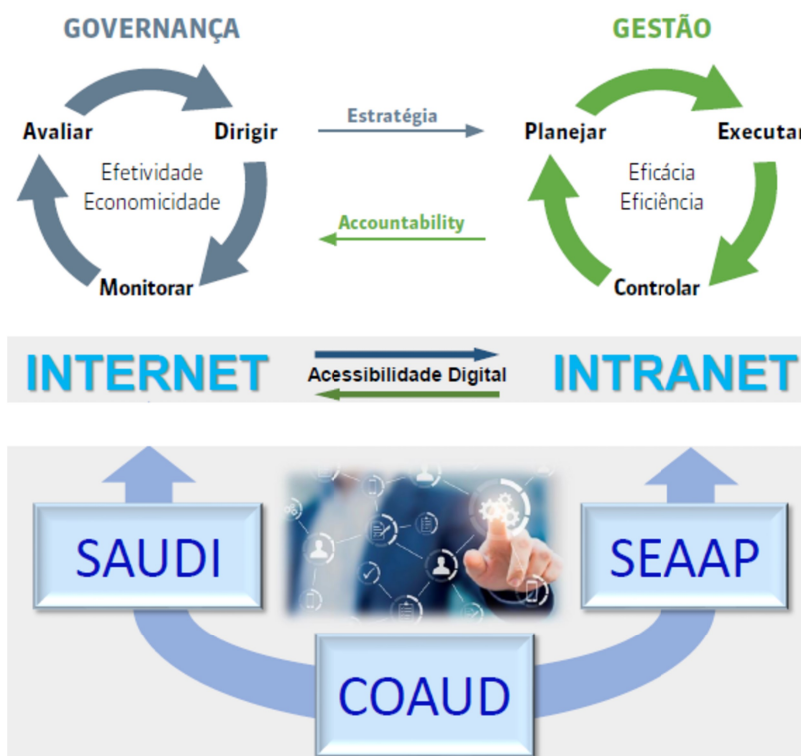 GOVERNANÇA
GESTÃO
Avaliar
Dirigir
Efetividade
Economicidade
Monitorar
Estratégia
Accountability
Planejar
Executar
Eficácia
Eficiência
Controlar
INTERNET
Acessibilidade Digital
INTRANET
SAUDI
SEAAP
COAUD